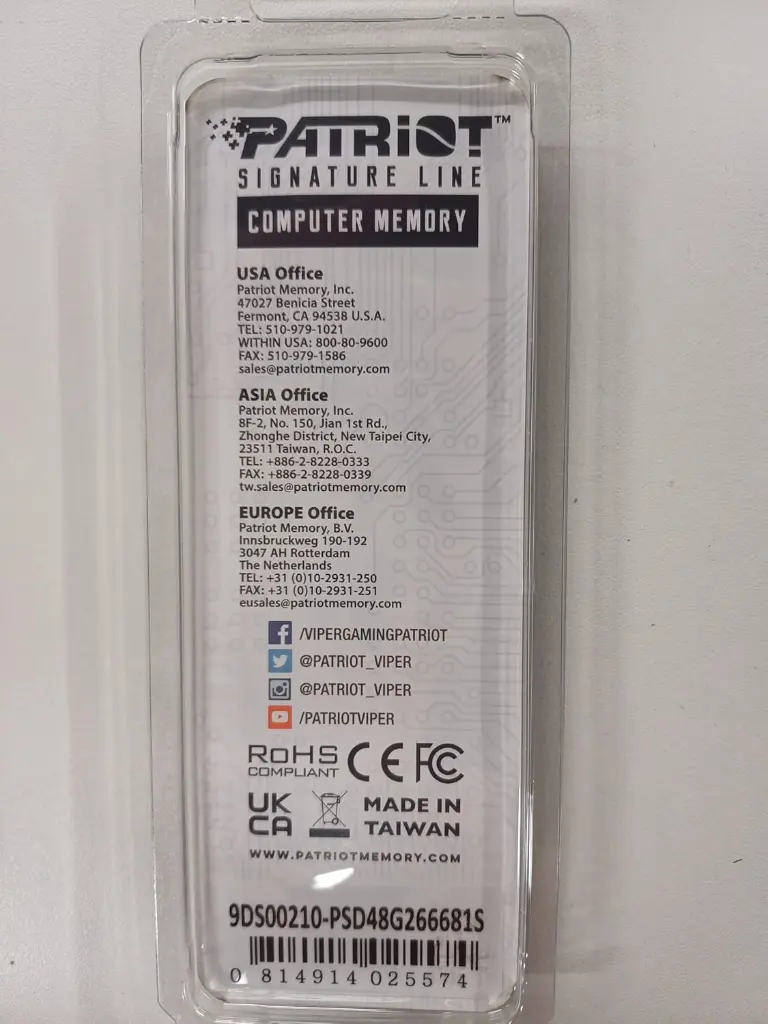 PATRIOT™
SIGNATURE LINE
COMPUTER MEMORY
USA Office
Patriot Memory, Inc.
47027 Benicia Street
Fermont, CA 94538 U.S.A.
TEL: 510-979-1021
WITHIN USA: 800-80-9600
FAX: 510-979-1586
sales@patriotmemory.com
ASIA Office
Patriot Memory, Inc.
8F-2, No. 150, Jian 1st Rd.,
Zhonghe District, New Taipei City,
23511 Taiwan, R.O.C.
TEL: +886-2-8228-0333
FAX: +886-2-8228-0339
tw.sales@patriotmemory.com
EUROPE Office
Patriot Memory, B.V.
Innsbruckweg 190-192
3047 AH Rotterdam
The Netherlands
TEL: +31 (0)10-2931-250
FAX: +31 (0)10-2931-251
eusales@patriotmemory.com
/VIPERGAMINGPATRIOT
@PATRIOT_VIPER
@PATRIOT_VIPER
/PATRIOTVIPER
RoHS CE FC
COMPLIANT
UK MADE IN
CA TAIWAN
WWW.PATRIOTMEMORY.COM
9DS00210-PSD48G266681S
0 814914 025574